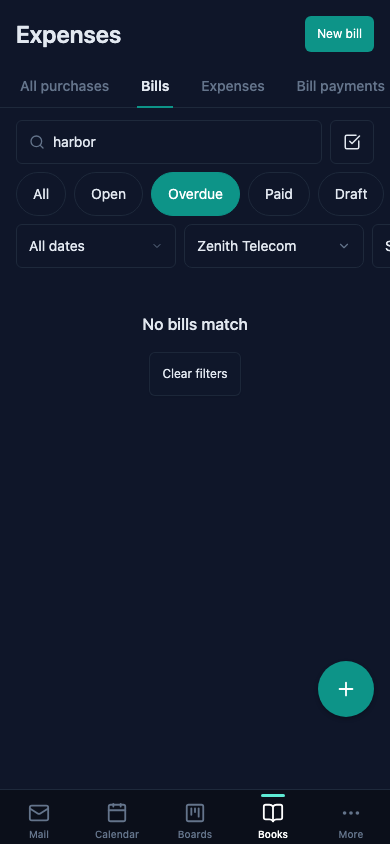 Expenses
New bill
All purchases Bills Expenses Bill payments
harbor
All Open Overdue Paid Draft
All dates Zenith Telecom
No bills match
Clear filters
Mail Calendar Boards Books More